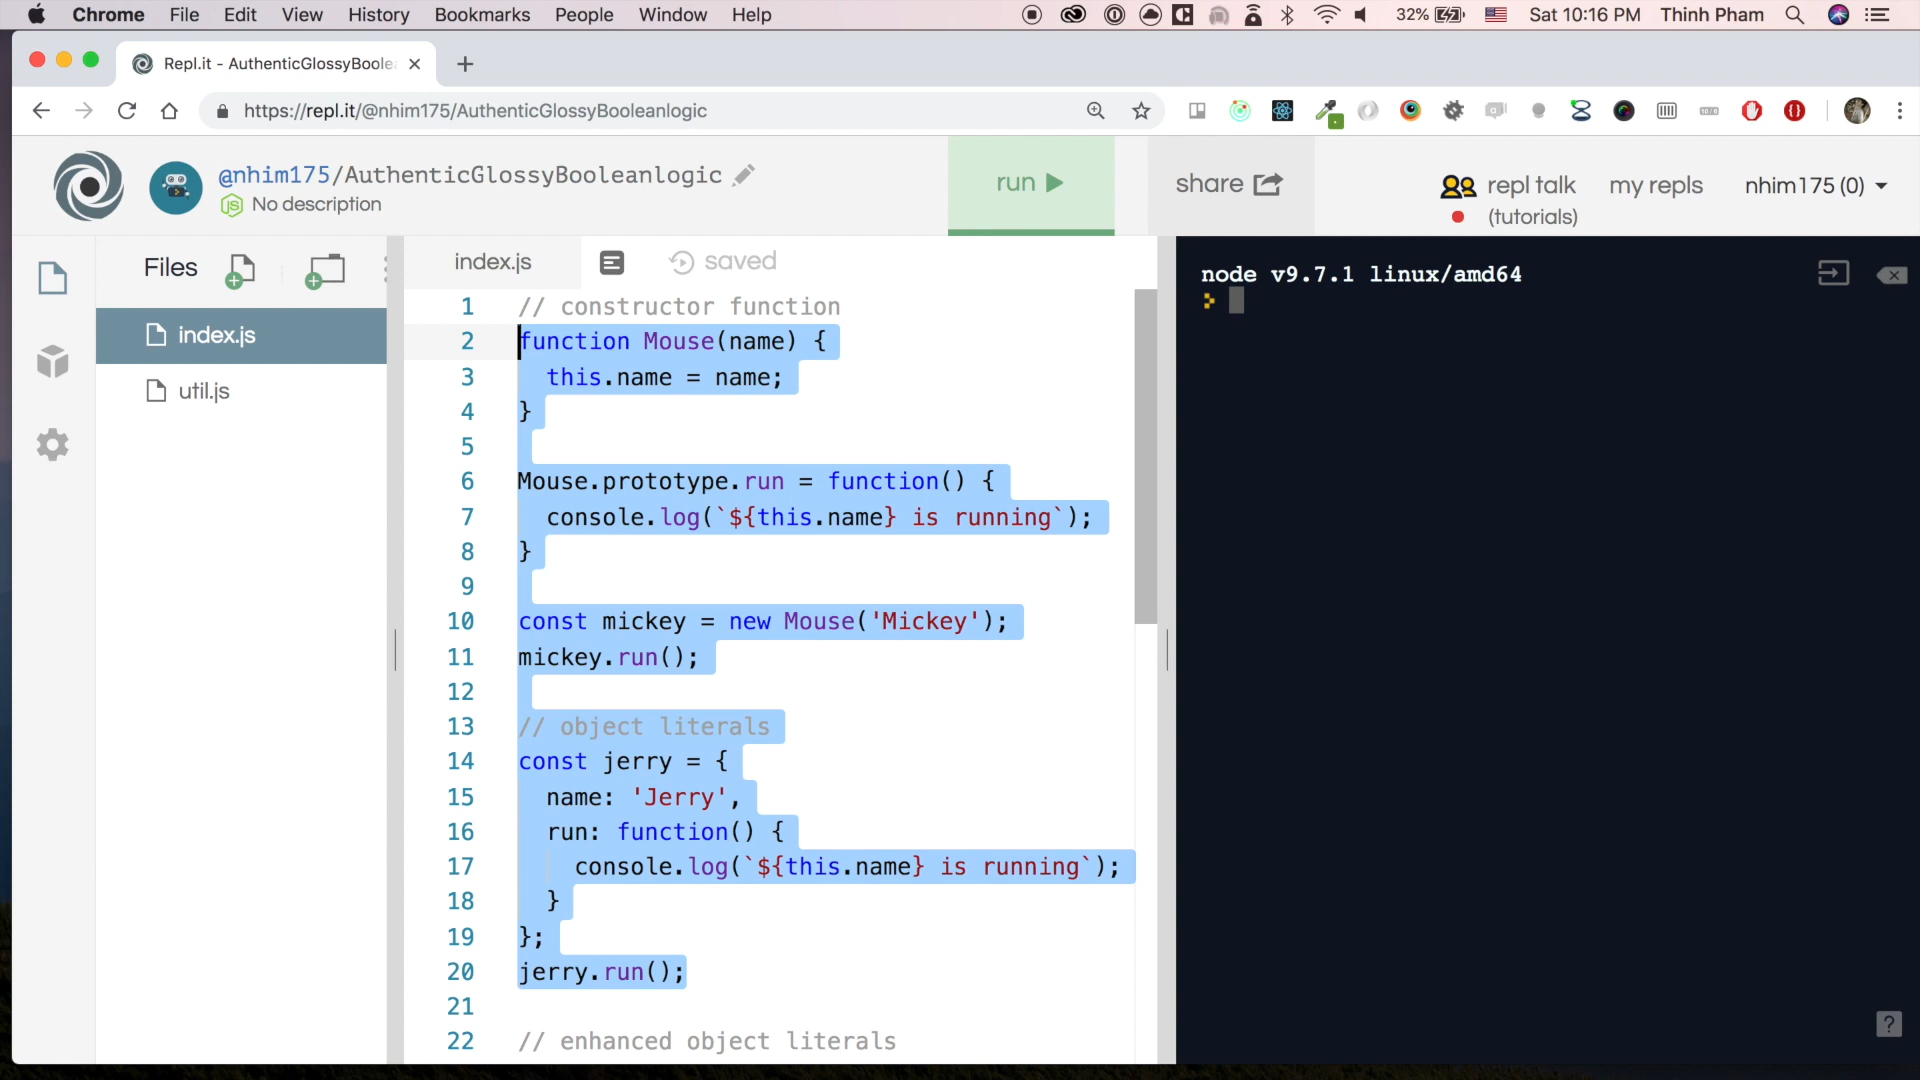 Chrome File Edit View History Bookmarks People Window Help 32% Sat 10:16 PM Thinh Pham
Repl.it - AuthenticGlossyBoole
https://repl.it/@nhim175/AuthenticGlossyBooleanlogic
@nhim175/AuthenticGlossyBooleanlogic
No description
run
share
repl talk
(tutorials)
my repls
nhim175 (0)
Files
index.js
util.js
index.js
saved
1 // constructor function
2 function Mouse(name) {
3   this.name = name;
4 }
5
6 Mouse.prototype.run = function() {
7   console.log(`${this.name} is running`);
8 }
9
10 const mickey = new Mouse('Mickey');
11 mickey.run();
12
13 // object literals
14 const jerry = {
15   name: 'Jerry',
16   run: function() {
17     console.log(`${this.name} is running`);
18   }
19 };
20 jerry.run();
21
22 // enhanced object literals
node v9.7.1 linux/amd64
?